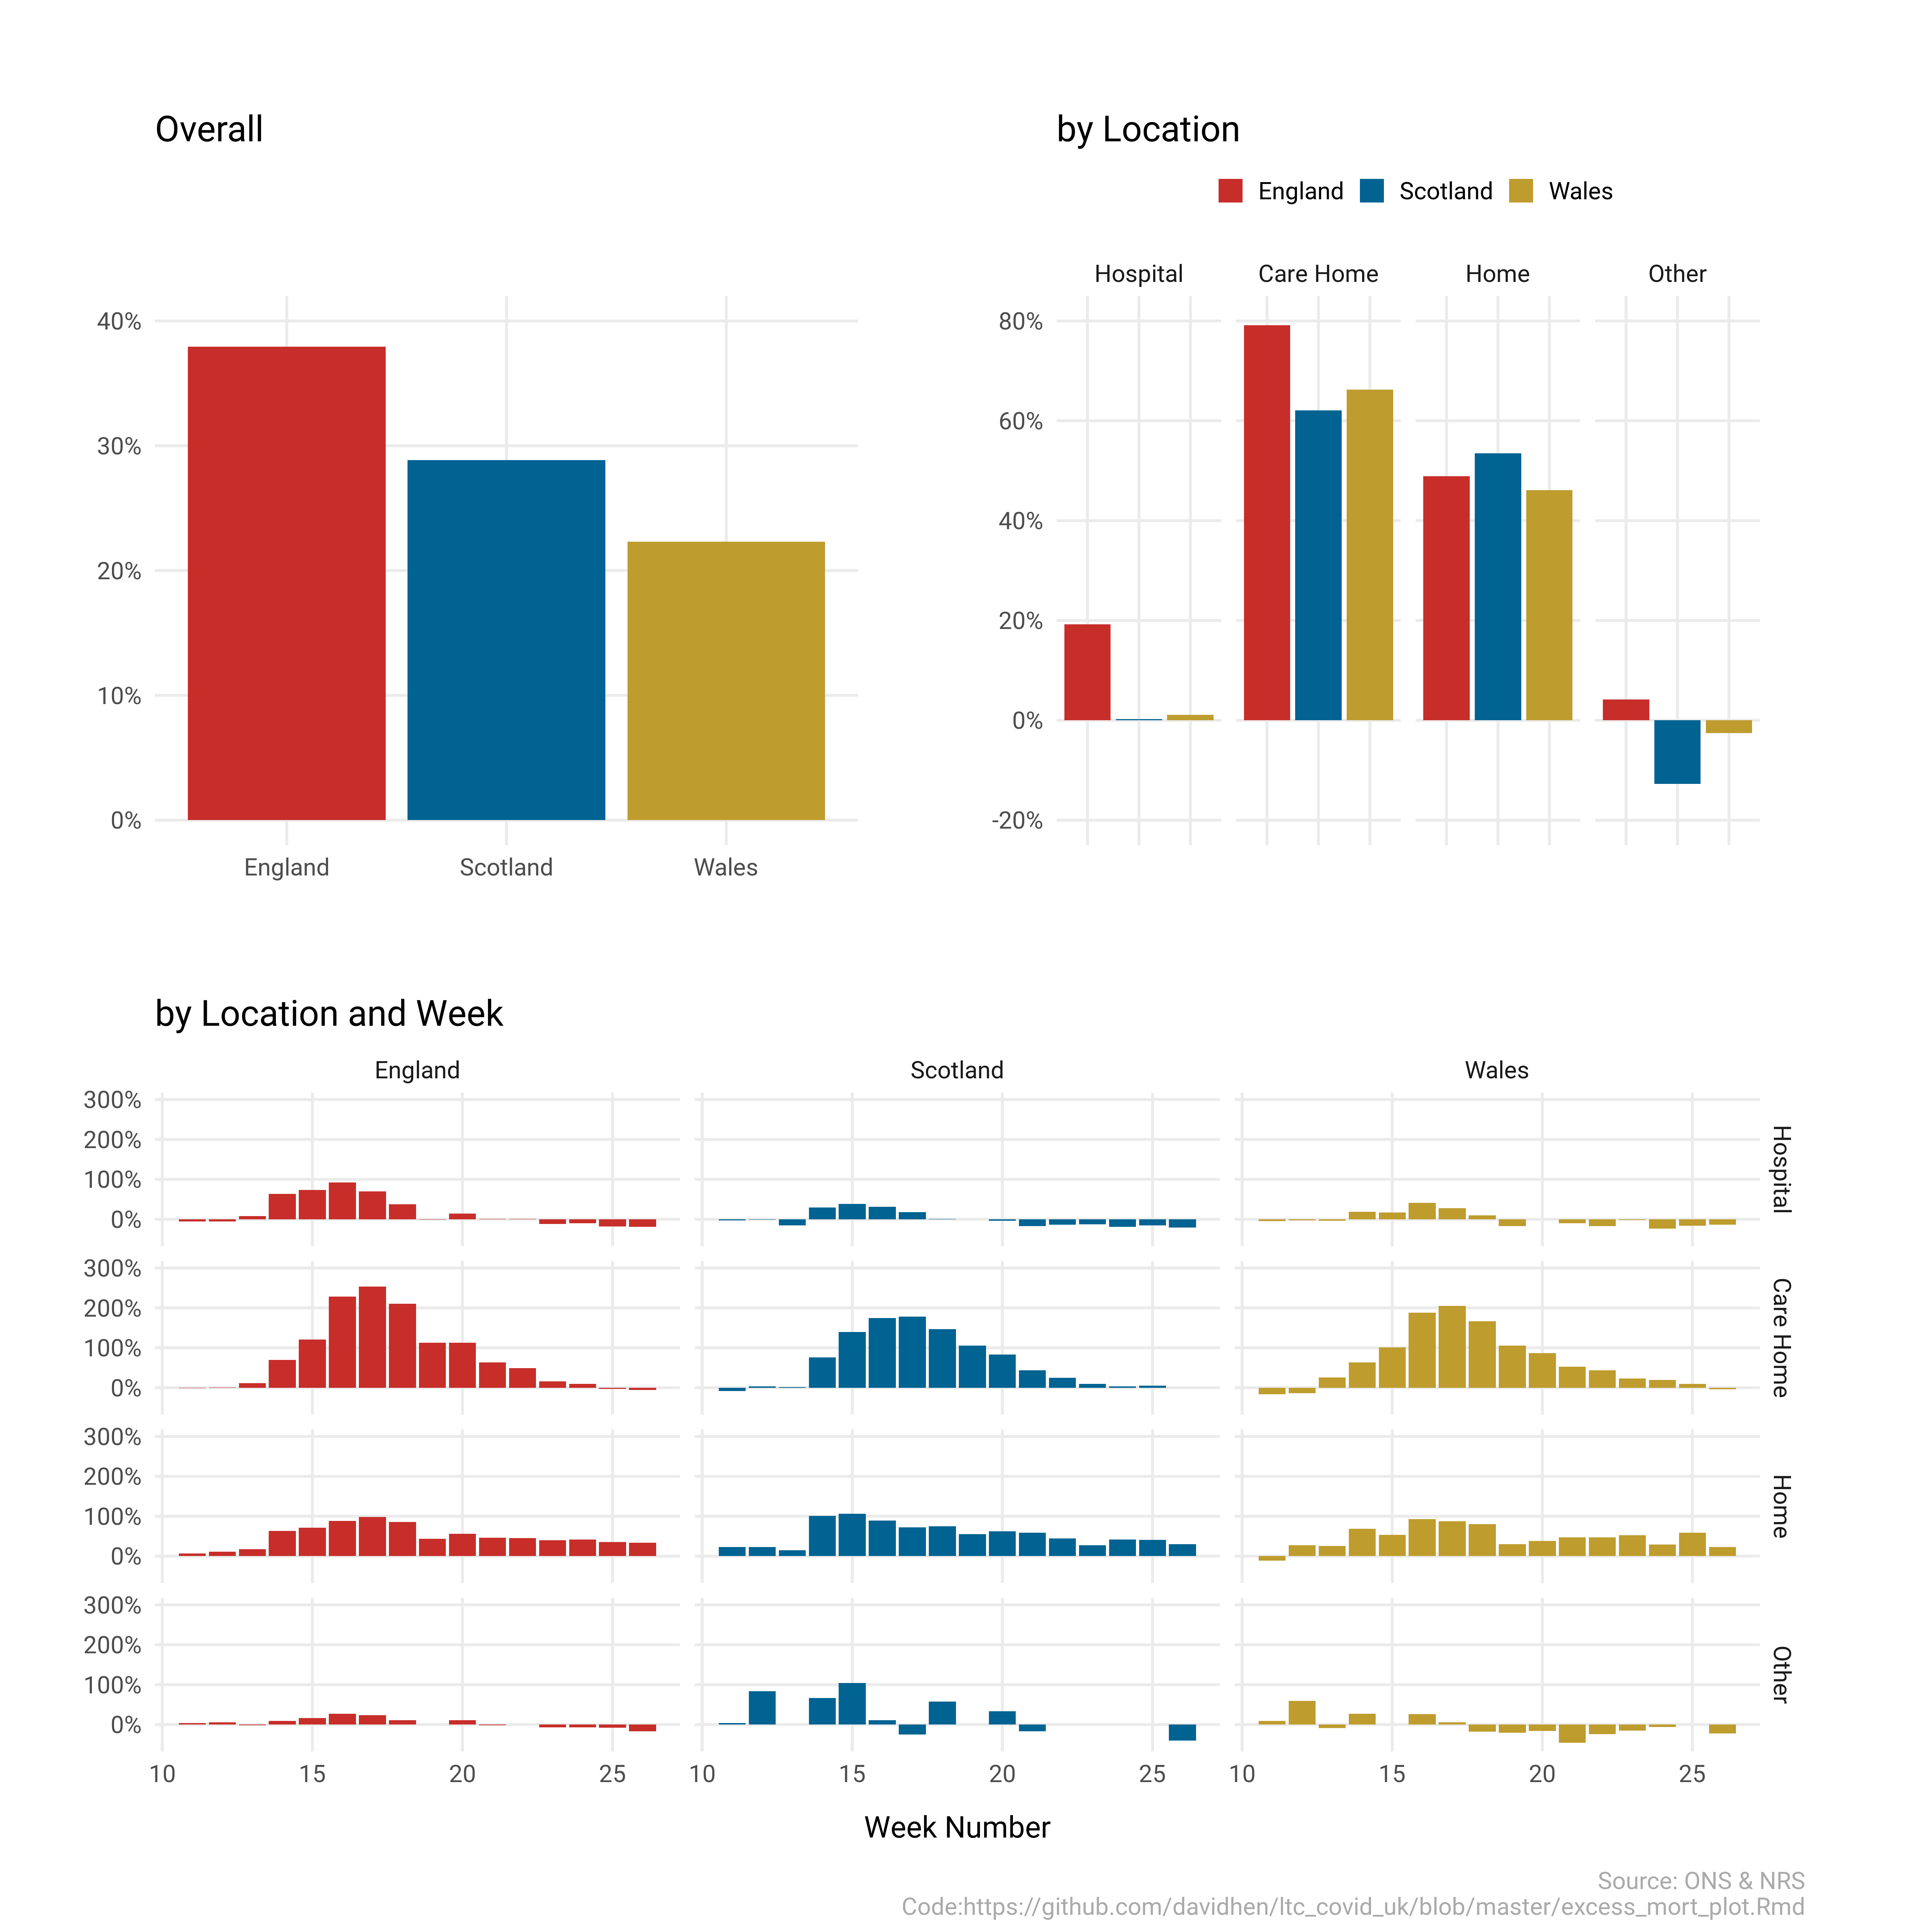 Overall
40%
30%
20%
10%
0%
England Scotland Wales
by Location
England Scotland Wales
Hospital Care Home Home Other
80%
60%
40%
20%
0%
-20%
by Location and Week
England Scotland Wales
300%
200%
100%
0%
Hospital
300%
200%
100%
0%
Care Home
300%
200%
100%
0%
Home
300%
200%
100%
0%
Other
10 15 20 25 10 15 20 25 10 15 20 25
Week Number
Source: ONS & NRS
Code:https://github.com/davidhen/ltc_covid_uk/blob/master/excess_mort_plot.Rmd